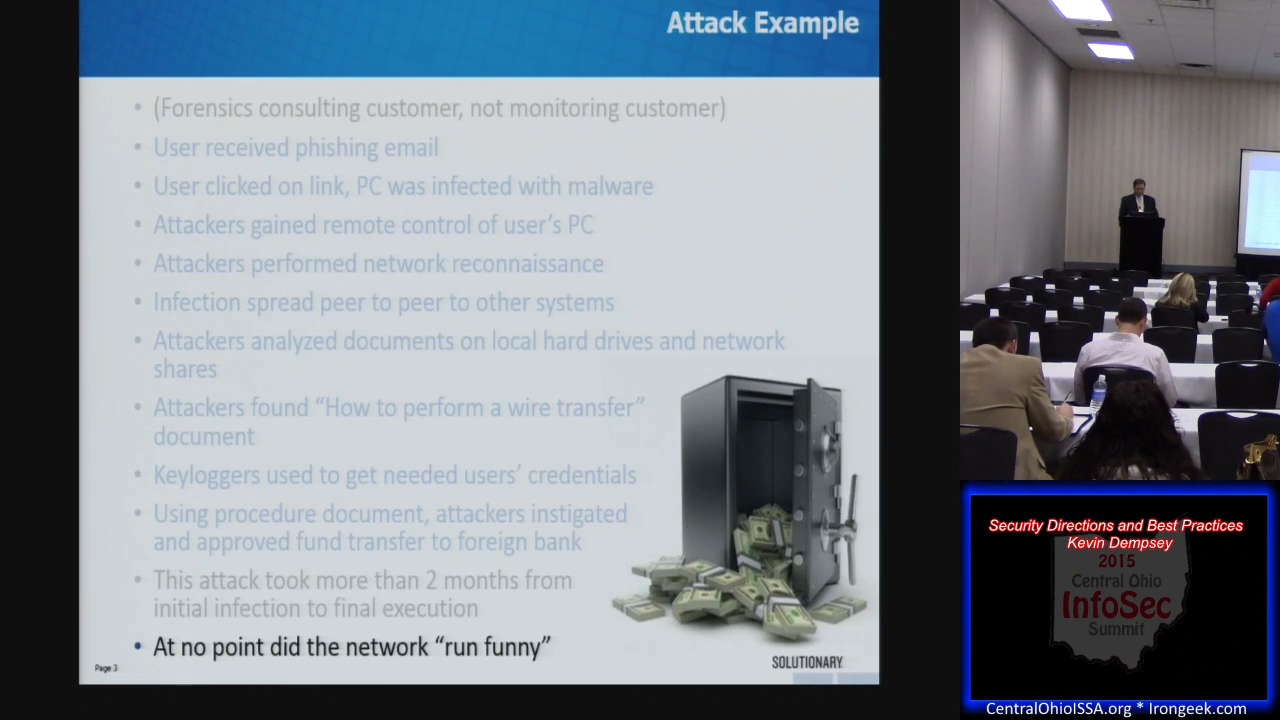 Attack Example
• (Forensics consulting customer, not monitoring customer)
• User received phishing email
• User clicked on link, PC was infected with malware
• Attackers gained remote control of user's PC
• Attackers performed network reconnaissance
• Infection spread peer to peer to other systems
• Attackers analyzed documents on local hard drives and network
shares
• Attackers found “How to perform a wire transfer”
document
• Keyloggers used to get needed users’ credentials
• Using procedure document, attackers instigated
and approved fund transfer to foreign bank
• This attack took more than 2 months from
initial infection to final execution
• At no point did the network “run funny”
Page 3
SOLUTIONARY
Security Directions and Best Practices
Kevin Dempsey
2015
Central Ohio
InfoSec
Summit
CentralOhioISSA.org * Irongeek.com